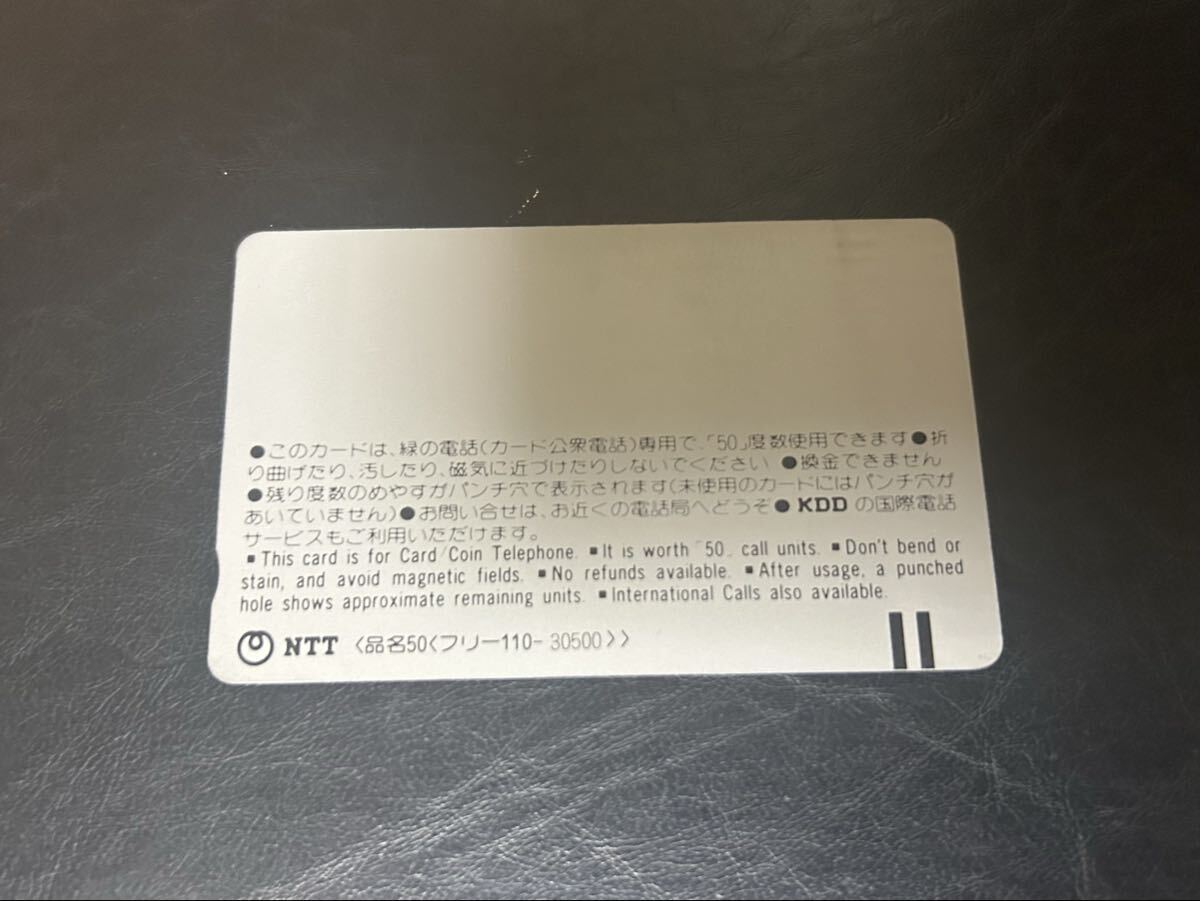 ●このカードは、緑の電話(カード公衆電話)専用で、「50」度数使用できます●折
り曲げたり、汚したり、磁気に近づけたりしないでください ●換金できません
●残り度数のめやすがパンチ穴で表示されます(未使用のカードにはパンチ穴が
あいていません)●お問い合せは、お近くの電話局へどうぞ● KDD の国際電話
サービスもご利用いただけます。
■This card is for Card/Coin Telephone. ■It is worth「50」call units. ■Don't bend or
stain, and avoid magnetic fields. ■No refunds available. ■After usage, a punched
hole shows approximate remaining units. ■International Calls also available.
NTT 〈品名50〈フリー110-30500〉〉